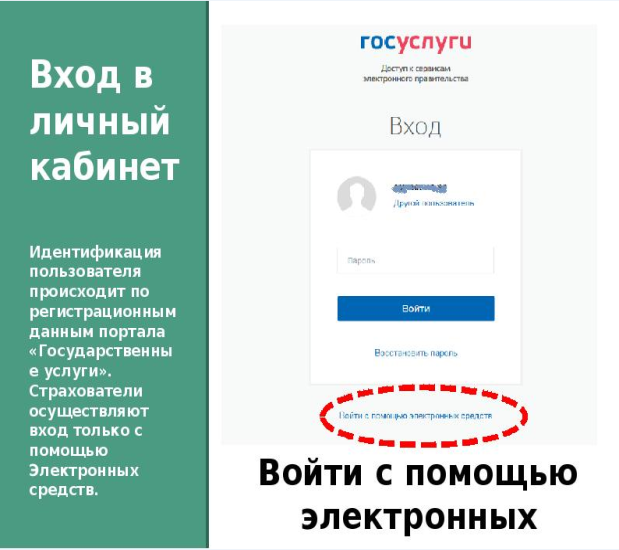 Вход в
личный
кабинет
Идентификация
пользователя
происходит по
регистрационным
данным портала
«Государственны
е услуги».
Страхователи
осуществляют
вход только с
помощью
Электронных
средств.
госуслуги
Доступ к сервисам
электронного правительства
Вход
Другой пользователь
Пароль
Войти
Восстановить пароль
Войти с помощью электронных средств
Войти с помощью
электронных